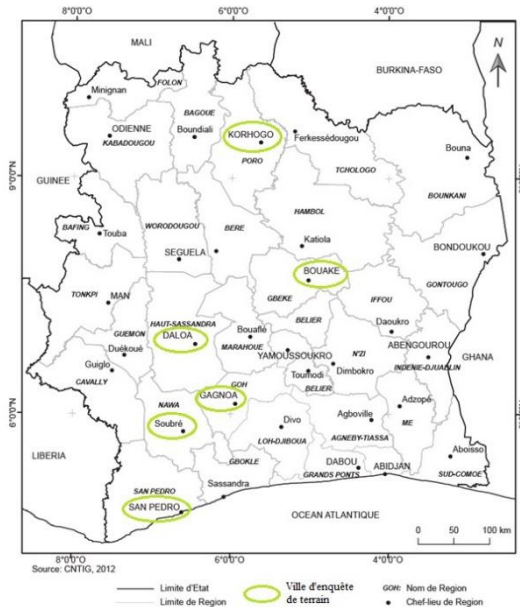 8°0'0"O
6°0'0"O
4°0'0"O
MALI
BURKINA-FASO
N
FOLON
Minignan
BAGOUE
ODIENNE
KABADOUGOU
Boundiali
KORHOGO
Ferkessédougou
PORO
Bouna
TCHOLOGO
9°0'0"N
GUINEE
BOUNKANI
HAMBOL
BAFING
Touba
WORODOUGOU
BERE
Katiola
SEGUELA
BONDOUKOU
BOUAKE
TONKPI
MAN
GBEKE
IFFOU
GONTOUGO
HAUT-SASSANDRA
BELIER
GUEMON
DALOA
Bouaflé
Daoukro
MARAHOUE
ABENGOUROU
Duékoué
YAMOUSSOUKRO
N'ZI
GHANA
Guiglo
Toumodi
Dimbokro
INDENIE-DJUABLIN
CAVALLY
GOH
BELIER
NAWA
GAGNOA
Adzopé
6°0'0"N
Soubré
Divo
Agboville
ME
LOH-DJIBOUA
AGNEBY-TIASSA
Aboisso
LIBERIA
GBOKLE
DABOU
SAN PEDRO
Sassandra
GRANDS PONTS
ABIDJAN
SUD-COMOE
SAN PEDRO
OCEAN ATLANTIQUE
0 50 100 km
8°0'0"O
6°0'0"O
4°0'0"O
Source: CNTIG, 2012
Limite d'Etat
Limite de Region
Ville d'enquête
de terrain
GOH: Nom de Region
Chef-lieu de Region